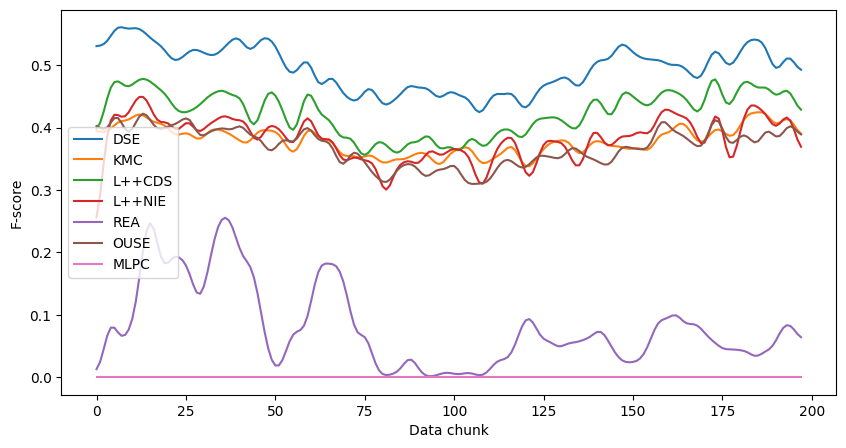 F-score
0.5
0.4
0.3
0.2
0.1
0.0
DSE
KMC
L++CDS
L++NIE
REA
OUSE
MLPC
0 25 50 75 100 125 150 175 200
Data chunk